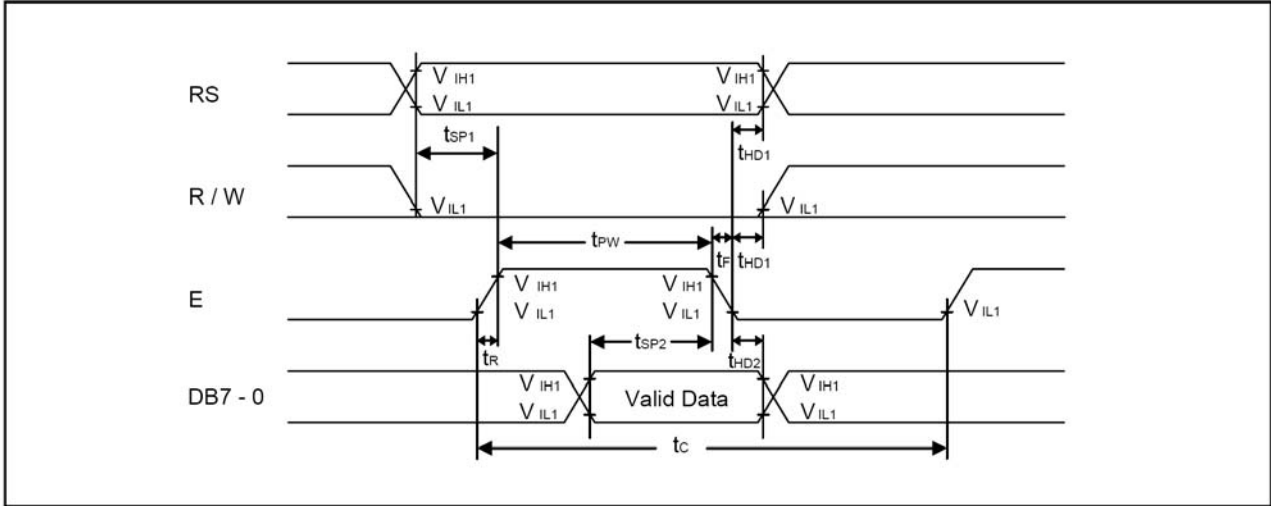 RS
V IH1
V IH1
V IL1
V IL1
tSP1
tHD1
R / W
V IL1
V IL1
tPW
tF
tHD1
E
V IH1
V IH1
V IL1
V IL1
V IL1
tSP2
tR
tHD2
DB7 - 0
V IH1
Valid Data
V IH1
V IL1
V IL1
tC